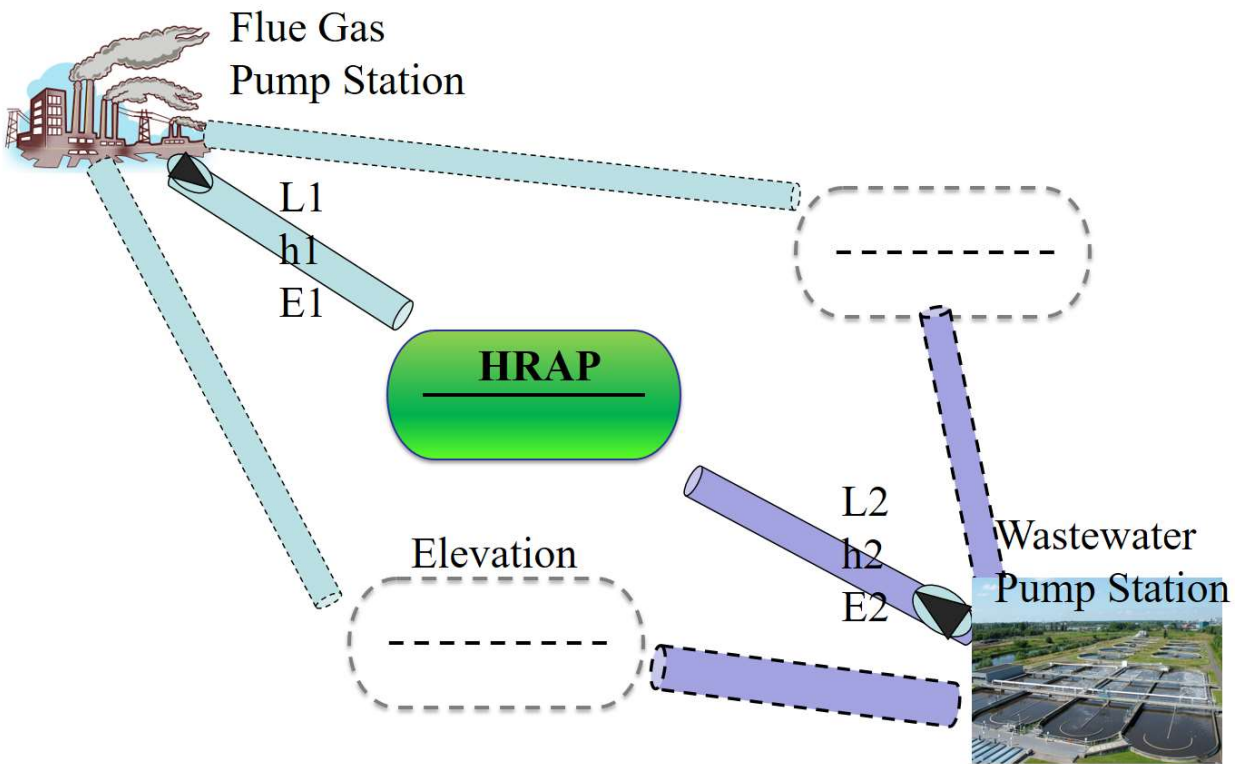 Flue Gas
Pump Station
L1
h1
E1
HRAP
L2
h2
E2
Elevation
Wastewater
Pump Station